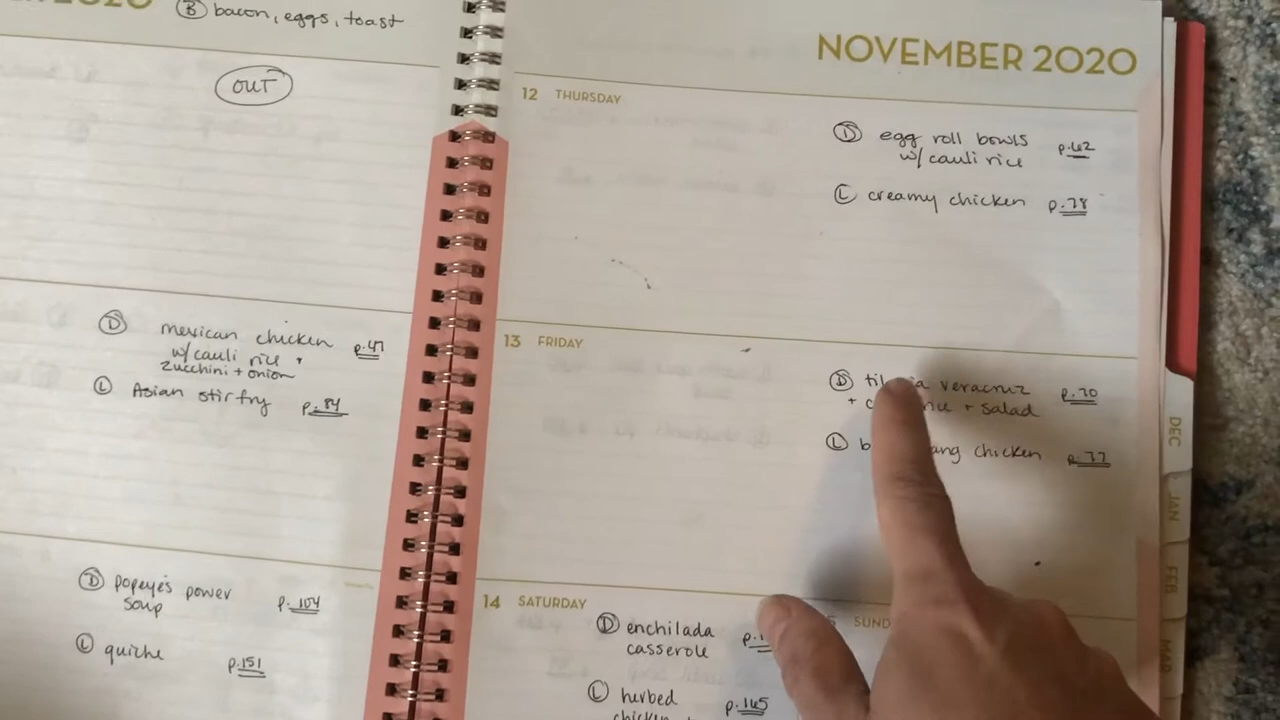 B bacon, eggs, toast
OUT
D mexican chicken p.47
w/cauli rice +
zucchini + onion
L Asian stirfry p.84
D popeye's power p.104
soup
L quiche p.151
NOVEMBER 2020
12 THURSDAY
D egg roll bowls p.62
w/cauli rice
L creamy chicken p.78
13 FRIDAY
D veracruz p.70
+ salad
L chicken p.77
14 SATURDAY
D enchilada
casserole
L herbed p.165
chicken
SUND
DEC
JAN
FEB
MAR